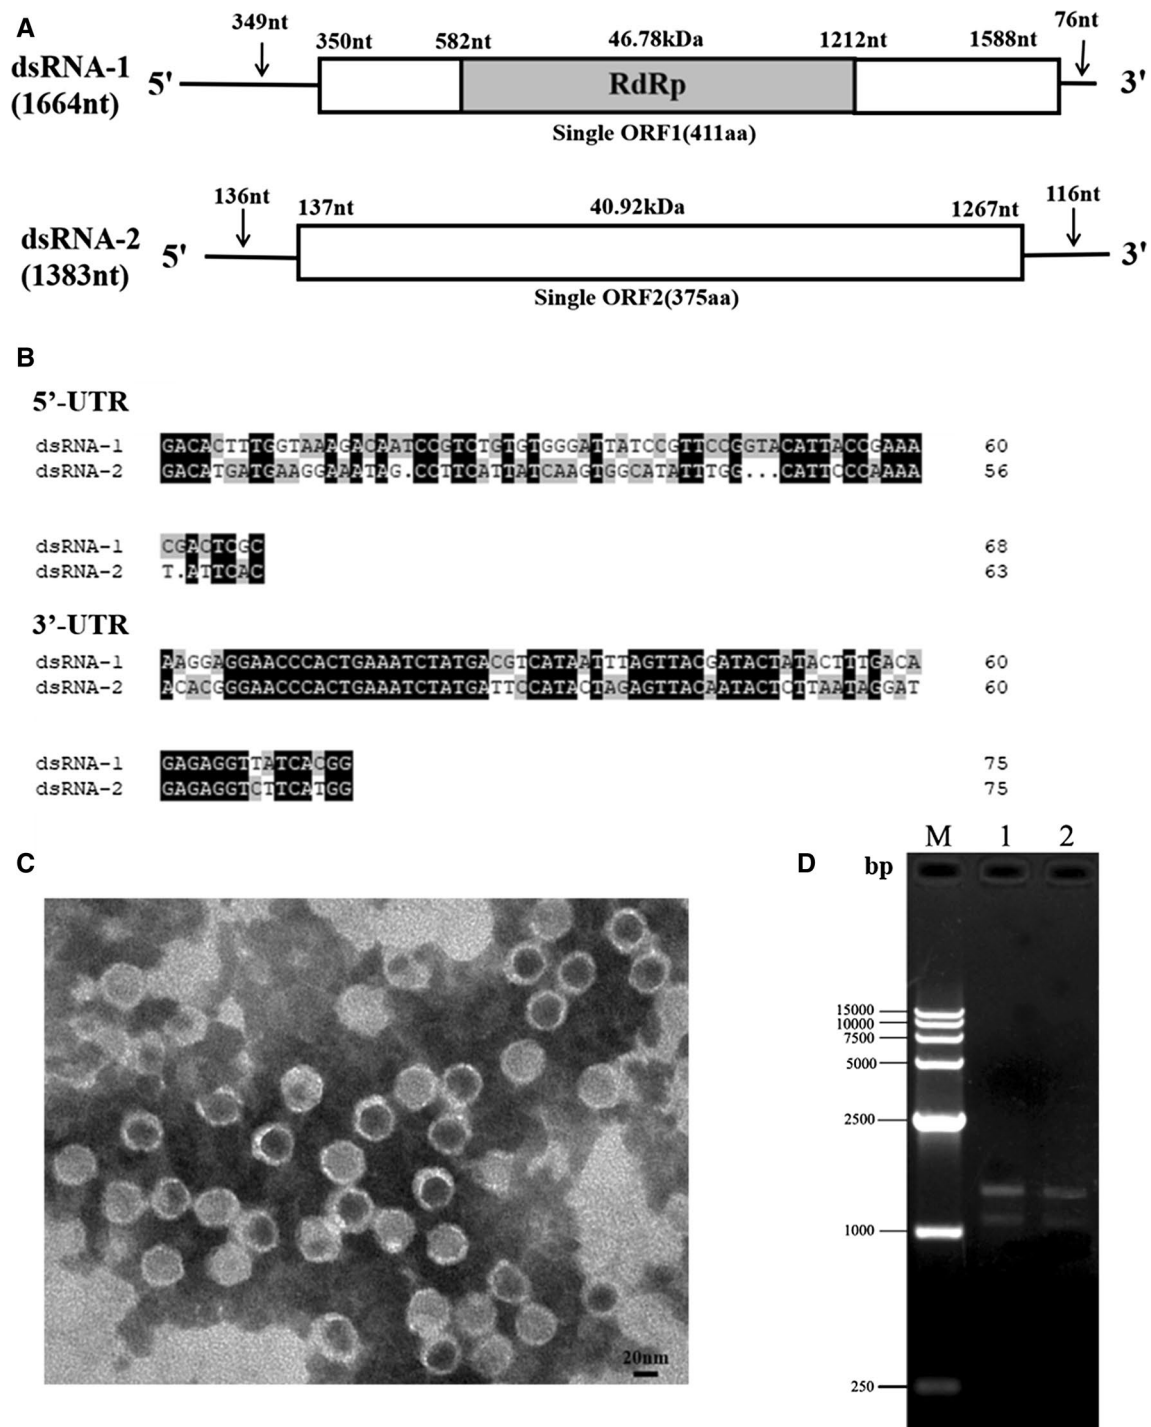 A
349nt
76nt
350nt 582nt 46.78kDa 1212nt 1588nt
dsRNA-1
(1664nt)
5' RdRp 3'
Single ORF1(411aa)
136nt 116nt
137nt 40.92kDa 1267nt
dsRNA-2
(1383nt)
5' 3'
Single ORF2(375aa)
B
5’-UTR
dsRNA-1 GACACTTTGGTAAAGACAATCCGTCTGTGTGGGATTATCCGTTCCGGTACATTACCGAAA 60
dsRNA-2 GACATGATGAAGGAAATAG.CCTTCATTATCAAGTGGCATATTTGG...CATTCCCAAAA 56
dsRNA-1 CGACTCGC 68
dsRNA-2 T.ATTCAC 63
3’-UTR
dsRNA-1 AAGGAGGAACCCACTGAAATCTATGACGTCATAATTTAGTTACGATACTATACTTTGACA 60
dsRNA-2 ACACGGGAACCCACTGAAATCTATGATTCCATACTAGAGTTACAATACTCTTAATAGGAT 60
dsRNA-1 GAGAGGTTATCACGG 75
dsRNA-2 GAGAGGTCTTCATGG 75
C
20nm
D
bp M 1 2
15000
10000
7500
5000
2500
1000
250